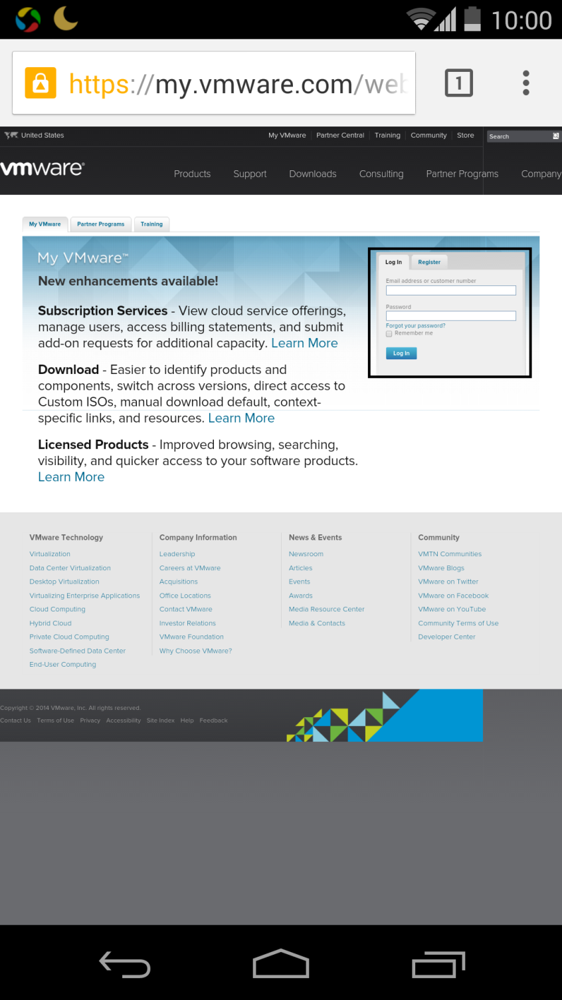 10:00
https://my.vmware.com/web
1
United States
My VMware
Partner Central
Training
Community
Store
Search
vmware®
Products
Support
Downloads
Consulting
Partner Programs
Company
My VMware
Partner Programs
Training
My VMware™
New enhancements available!
Subscription Services - View cloud service offerings,
manage users, access billing statements, and submit
add-on requests for additional capacity. Learn More
Download - Easier to identify products and
components, switch across versions, direct access to
Custom ISOs, manual download default, context-
specific links, and resources. Learn More
Licensed Products - Improved browsing, searching,
visibility, and quicker access to your software products.
Learn More
Log In
Register
Email address or customer number
Password
Forgot your password?
Remember me
Log In
VMware Technology
Virtualization
Data Center Virtualization
Desktop Virtualization
Virtualizing Enterprise Applications
Cloud Computing
Hybrid Cloud
Private Cloud Computing
Software-Defined Data Center
End-User Computing
Company Information
Leadership
Careers at VMware
Acquisitions
Office Locations
Contact VMware
Investor Relations
VMware Foundation
Why Choose VMware?
News & Events
Newsroom
Articles
Events
Awards
Media Resource Center
Media & Contacts
Community
VMTN Communities
VMware Blogs
VMware on Twitter
VMware on Facebook
VMware on YouTube
Community Terms of Use
Developer Center
Copyright © 2014 VMware, Inc. All rights reserved.
Contact Us
Terms of Use
Privacy
Accessibility
Site Index
Help
Feedback